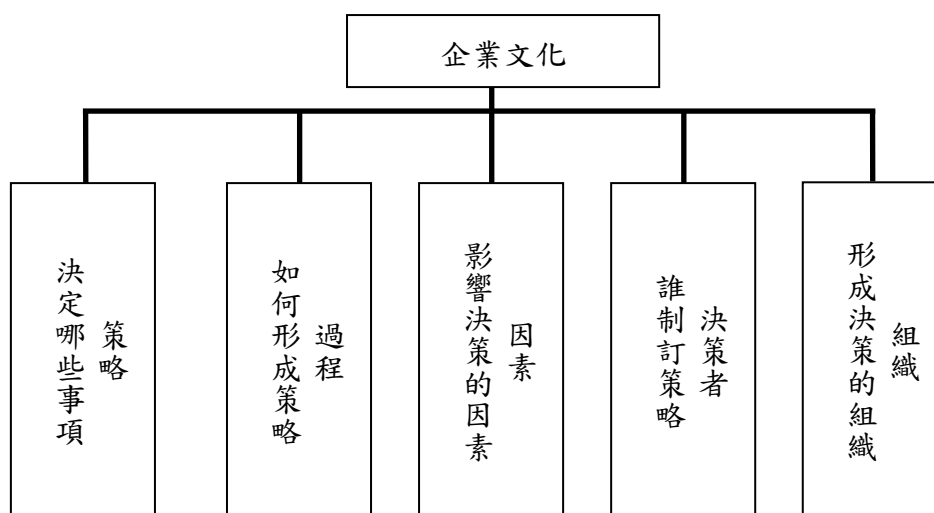 企業文化
策略
決定哪些事項
過程
如何形成策略
因素
影響決策的因素
決策者
誰制訂策略
組織
形成決策的組織